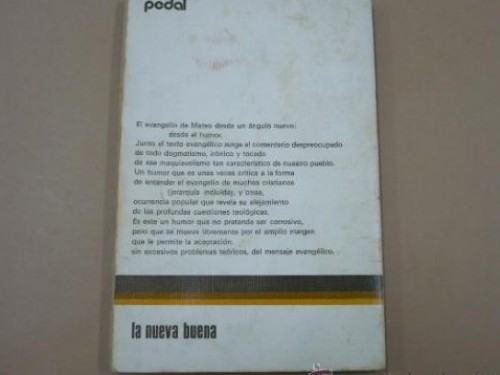 pedal
El evangelio de Mateo desde un ángulo nuevo:
desde el humor.
Junto al texto evangélico surge el comentario despreocupado
de todo dogmatismo, irónico y tocado
de ese maquiavelismo tan característico de nuestro pueblo.
Un humor que es unas veces crítica a la forma
de entender el evangelio de muchos cristianos
(jerarquía incluida), y otras,
ocurrencia popular que revela su alejamiento
de las profundas cuestiones teológicas.
Es este un humor que no pretende ser corrosivo,
pero que se mueve libremente por el amplio margen
que le permite la aceptación,
sin excesivos problemas teóricos, del mensaje evangélico.
la nueva buena